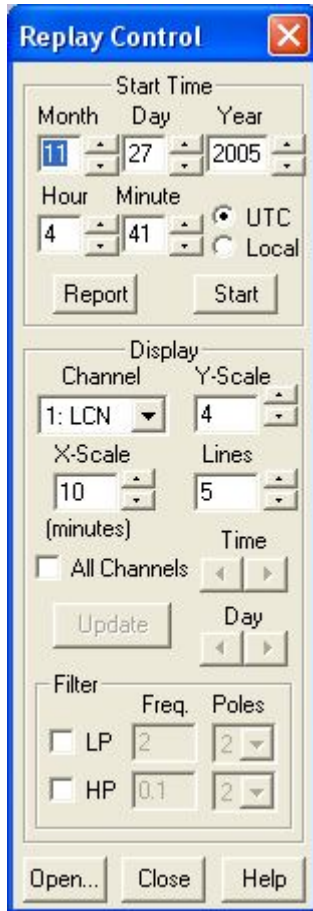 Replay Control
Start Time
Month Day Year
11 27 2005
Hour Minute
4 41 UTC
Local
Report Start
Display
Channel Y-Scale
1: LCN 4
X-Scale Lines
10 5
(minutes) Time
All Channels
Update Day
Filter
Freq. Poles
LP 2 2
HP 0.1 2
Open... Close Help